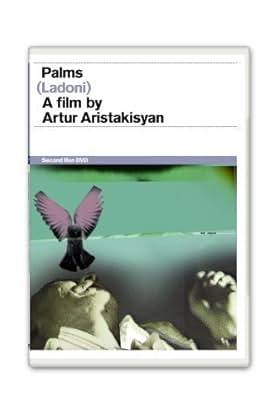 Palms
(Ladoni)
A film by
Artur Aristakisyan
Second Run DVD